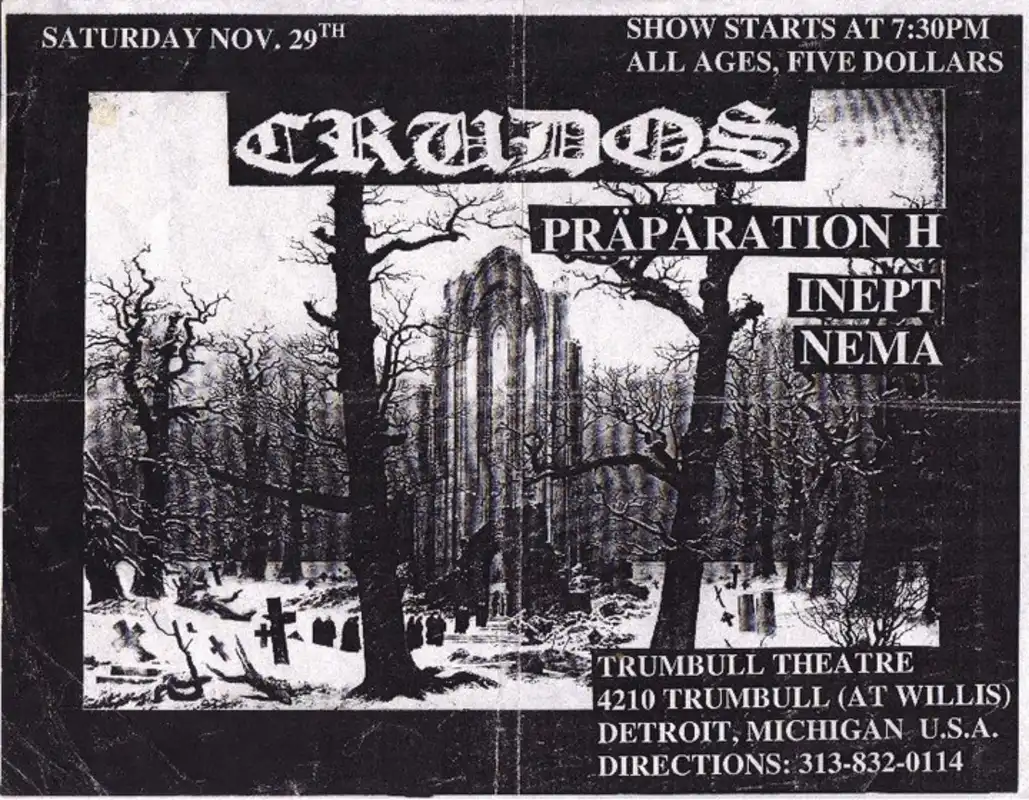 SATURDAY NOV. 29TH
SHOW STARTS AT 7:30PM
ALL AGES, FIVE DOLLARS
CRUDOS
PRÄPÄRATION H
INEPT
NEMA
TRUMBULL THEATRE
4210 TRUMBULL (AT WILLIS)
DETROIT, MICHIGAN U.S.A.
DIRECTIONS: 313-832-0114